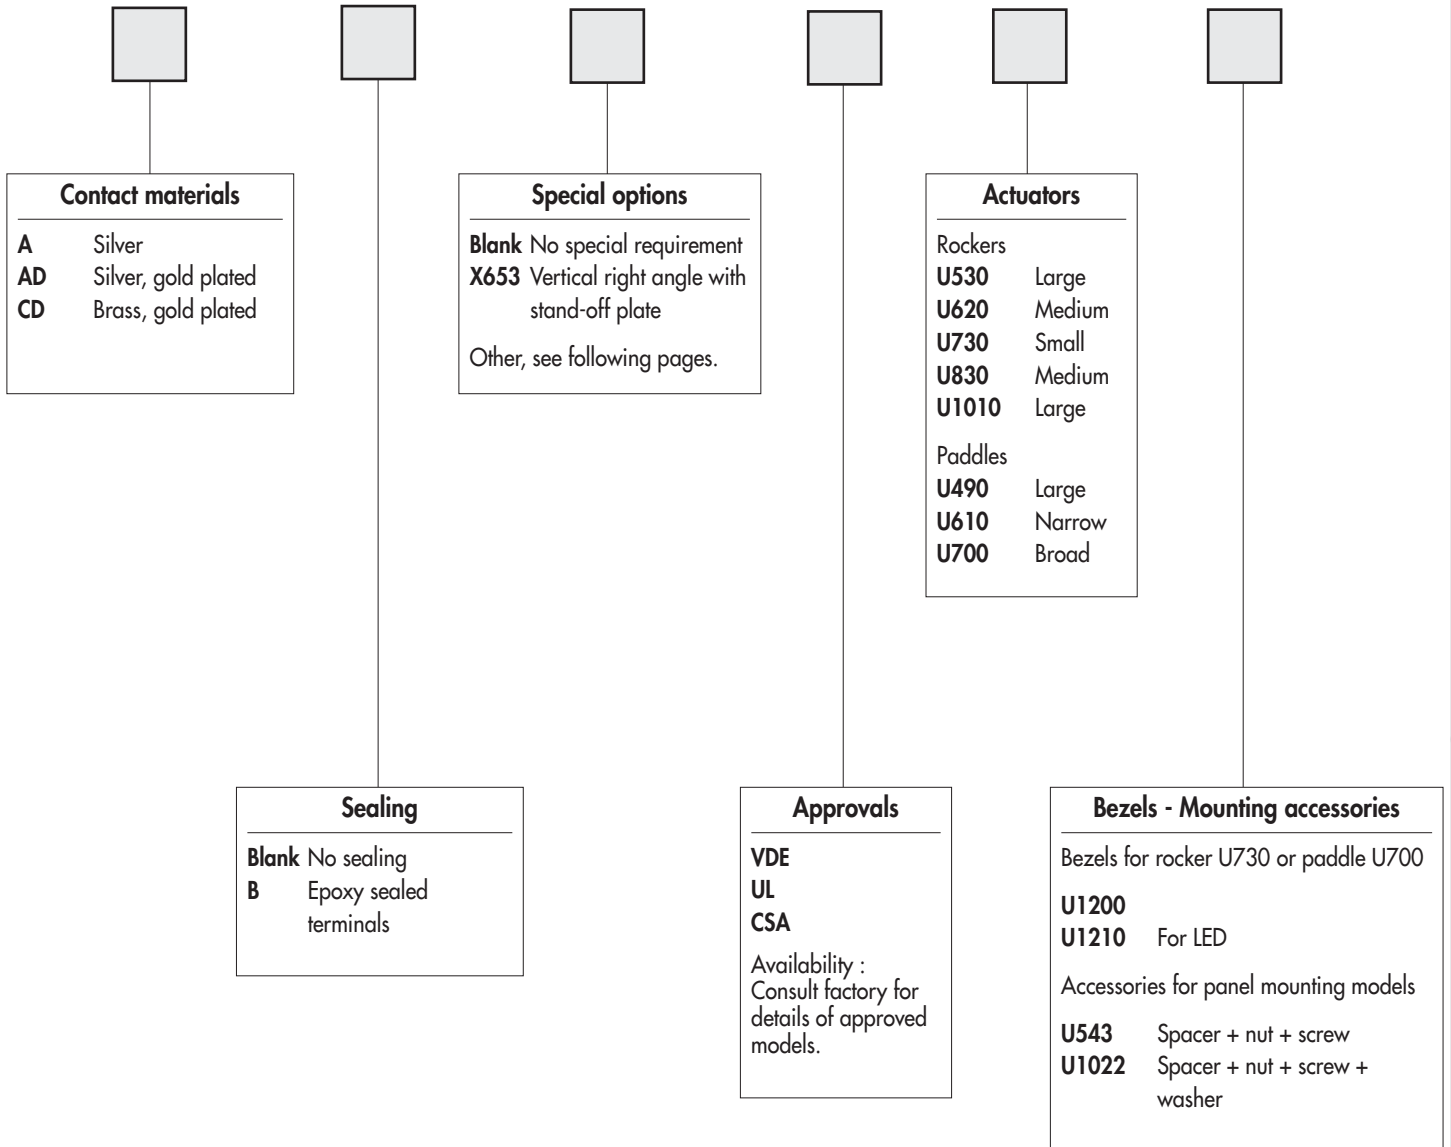 Contact materials
A Silver
AD Silver, gold plated
CD Brass, gold plated
Special options
Blank No special requirement
X653 Vertical right angle with
stand-off plate
Other, see following pages.
Actuators
Rockers
U530 Large
U620 Medium
U730 Small
U830 Medium
U1010 Large
Paddles
U490 Large
U610 Narrow
U700 Broad
Sealing
Blank No sealing
B Epoxy sealed
terminals
Approvals
VDE
UL
CSA
Availability :
Consult factory for
details of approved
models.
Bezels - Mounting accessories
Bezels for rocker U730 or paddle U700
U1200
U1210 For LED
Accessories for panel mounting models
U543 Spacer + nut + screw
U1022 Spacer + nut + screw +
washer